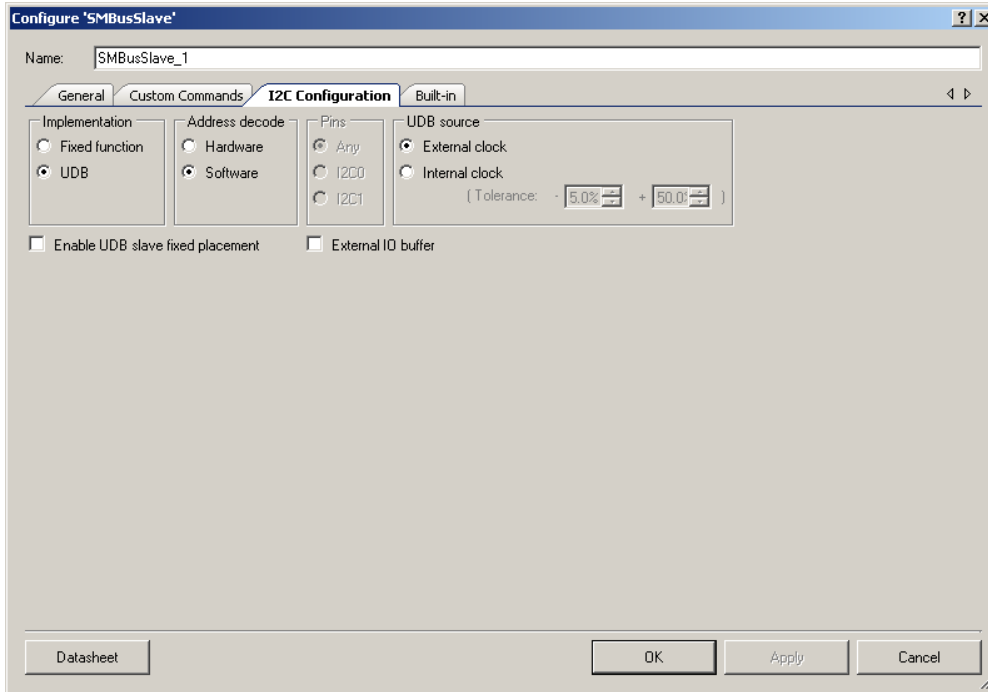 Configure 'SMBusSlave'
Name: SMBusSlave_1
General Custom Commands I2C Configuration Built-in
Implementation Address decode Pins UDB source
Fixed function Hardware Any External clock
UDB Software I2C0 Internal clock
I2C1 ( Tolerance: - 5.0% + 50.0 )
Enable UDB slave fixed placement External IO buffer
Datasheet OK Apply Cancel